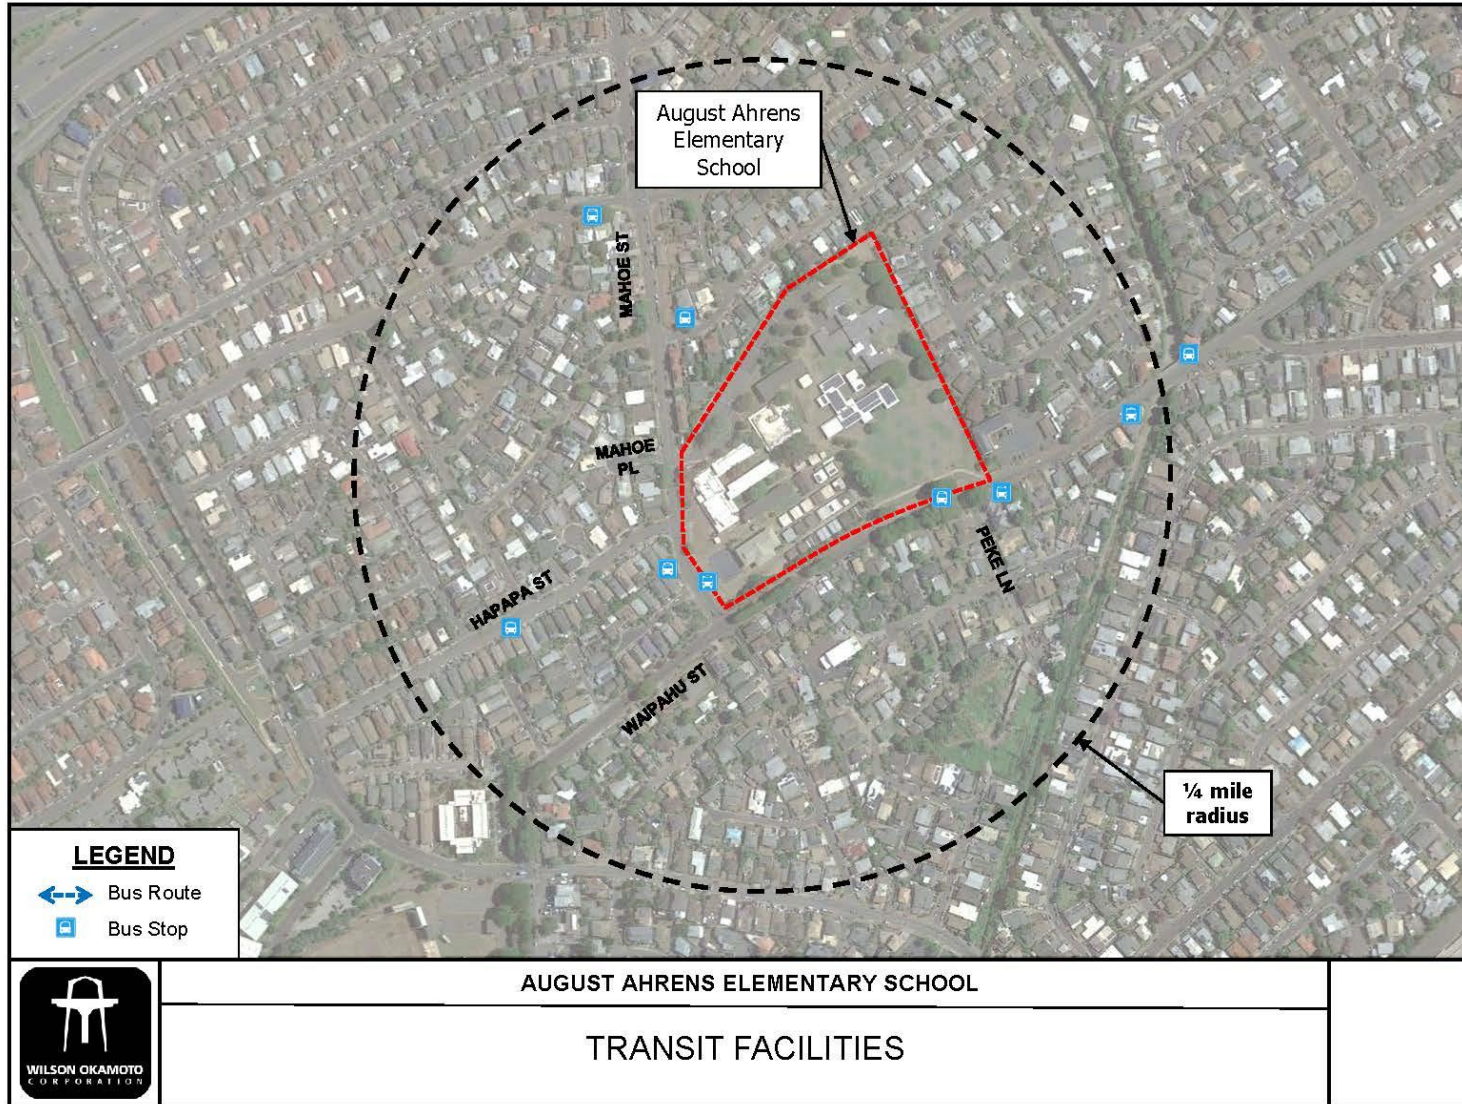 August Ahrens
Elementary
School
MAHOE ST
MAHOE
PL
HAPAPA ST
PEKE LN
WAIPAHU ST
¼ mile
radius
LEGEND
Bus Route
Bus Stop
WILSON OKAMOTO
CORPORATION
AUGUST AHRENS ELEMENTARY SCHOOL
TRANSIT FACILITIES